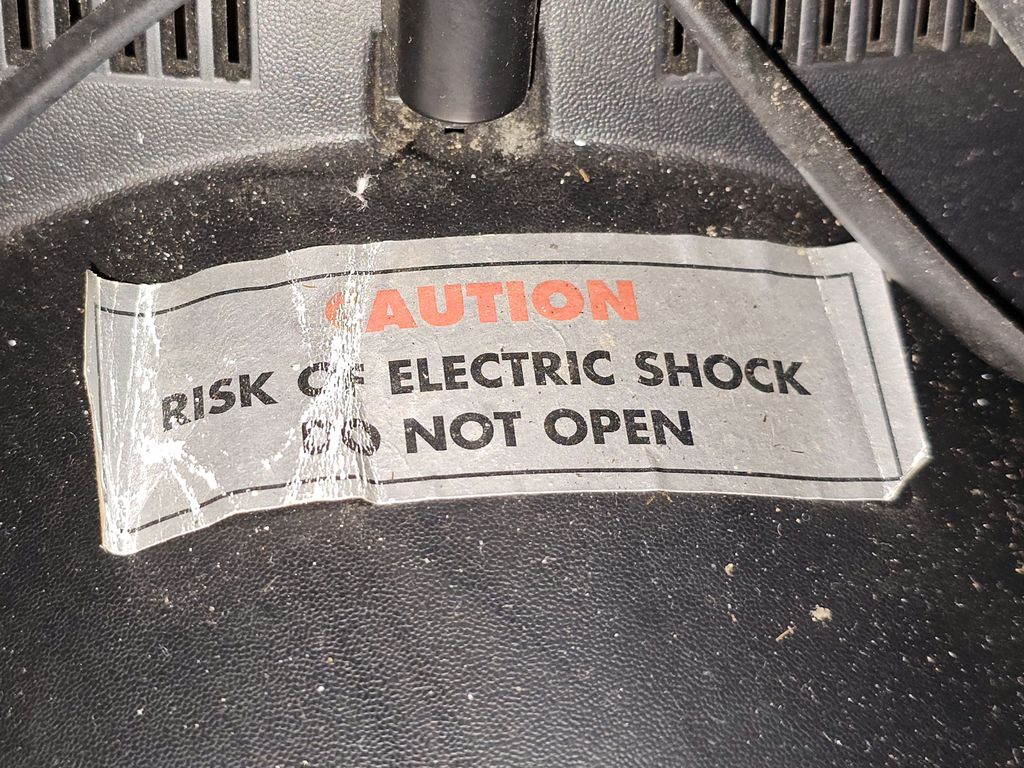 CAUTION
RISK OF ELECTRIC SHOCK
DO NOT OPEN